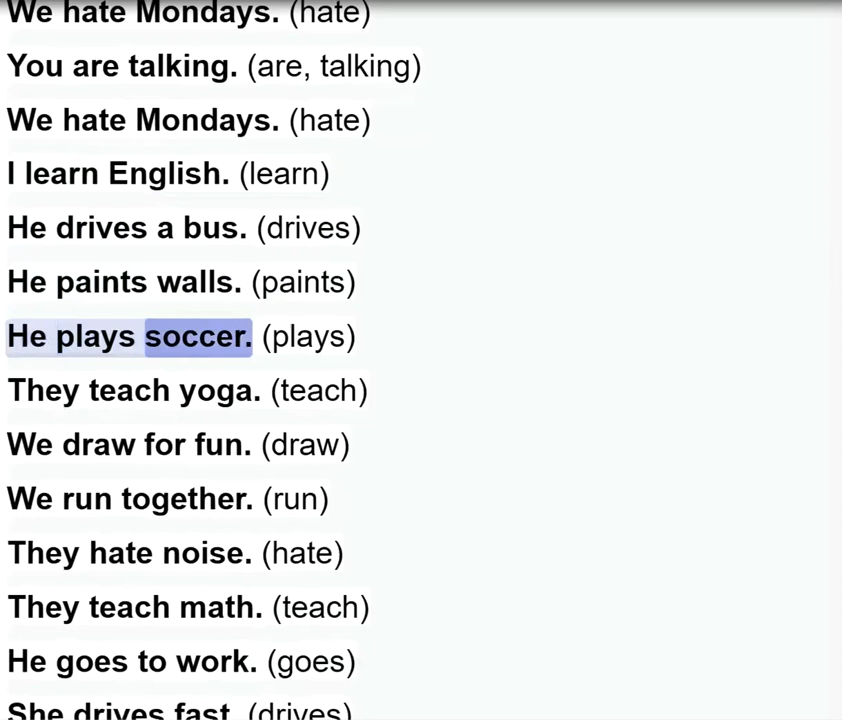 We hate Mondays. (hate)
You are talking. (are, talking)
We hate Mondays. (hate)
I learn English. (learn)
He drives a bus. (drives)
He paints walls. (paints)
He plays soccer. (plays)
They teach yoga. (teach)
We draw for fun. (draw)
We run together. (run)
They hate noise. (hate)
They teach math. (teach)
He goes to work. (goes)
She drives fast. (drives)